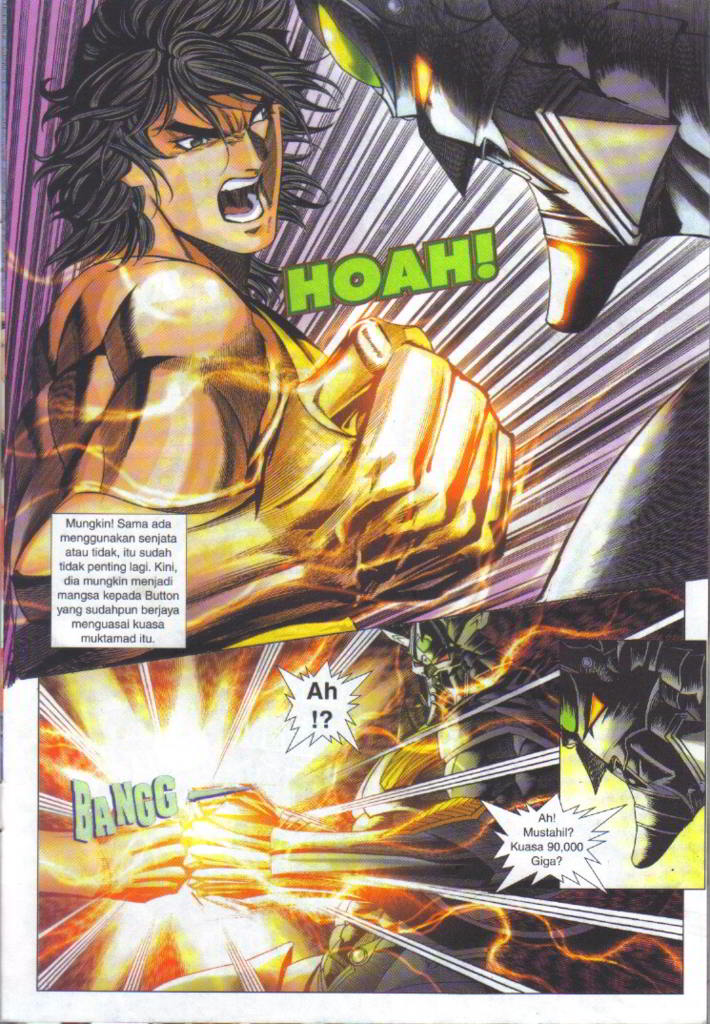 HOAH!
Mungkin! Sama ada
menggunakan senjata
atau tidak, itu sudah
tidak penting lagi. Kini,
dia mungkin menjadi
mangsa kepada Button
yang sudahpun berjaya
menguasai kuasa
muktamad itu.
Ah
!?
BANGG
Ah!
Mustahil?
Kuasa 90,000
Giga?